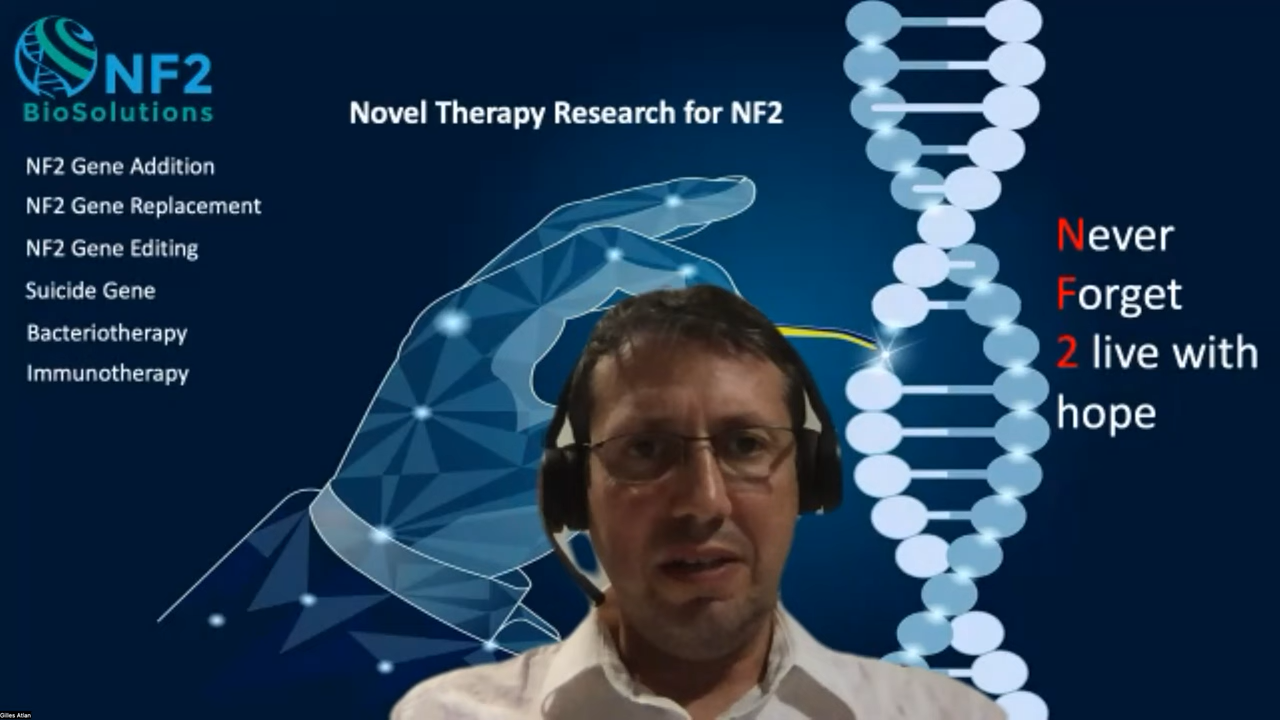 NF2
BioSolutions
Novel Therapy Research for NF2
NF2 Gene Addition
NF2 Gene Replacement
NF2 Gene Editing
Suicide Gene
Bacteriotherapy
Immunotherapy
Never
Forget
2 live with
hope
Gilles Atlan